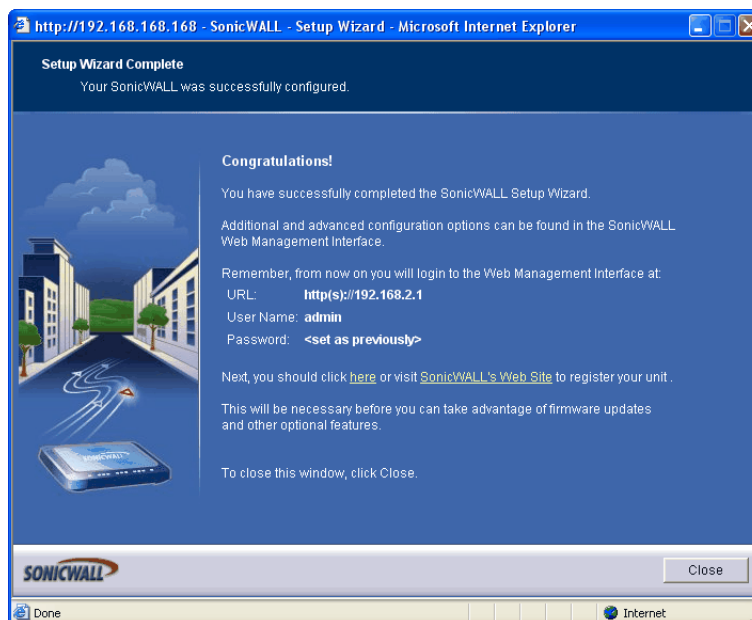 http://192.168.168.168 - SonicWALL - Setup Wizard - Microsoft Internet Explorer
Setup Wizard Complete
Your SonicWALL was successfully configured.
Congratulations!
You have successfully completed the SonicWALL Setup Wizard.
Additional and advanced configuration options can be found in the SonicWALL
Web Management Interface.
Remember, from now on you will login to the Web Management Interface at:
URL: http(s)://192.168.2.1
User Name: admin
Password: <set as previously>
Next, you should click here or visit SonicWALL's Web Site to register your unit.
This will be necessary before you can take advantage of firmware updates
and other optional features.
SONICWALL
To close this window, click Close.
SONICWALL
Close
Done
Internet